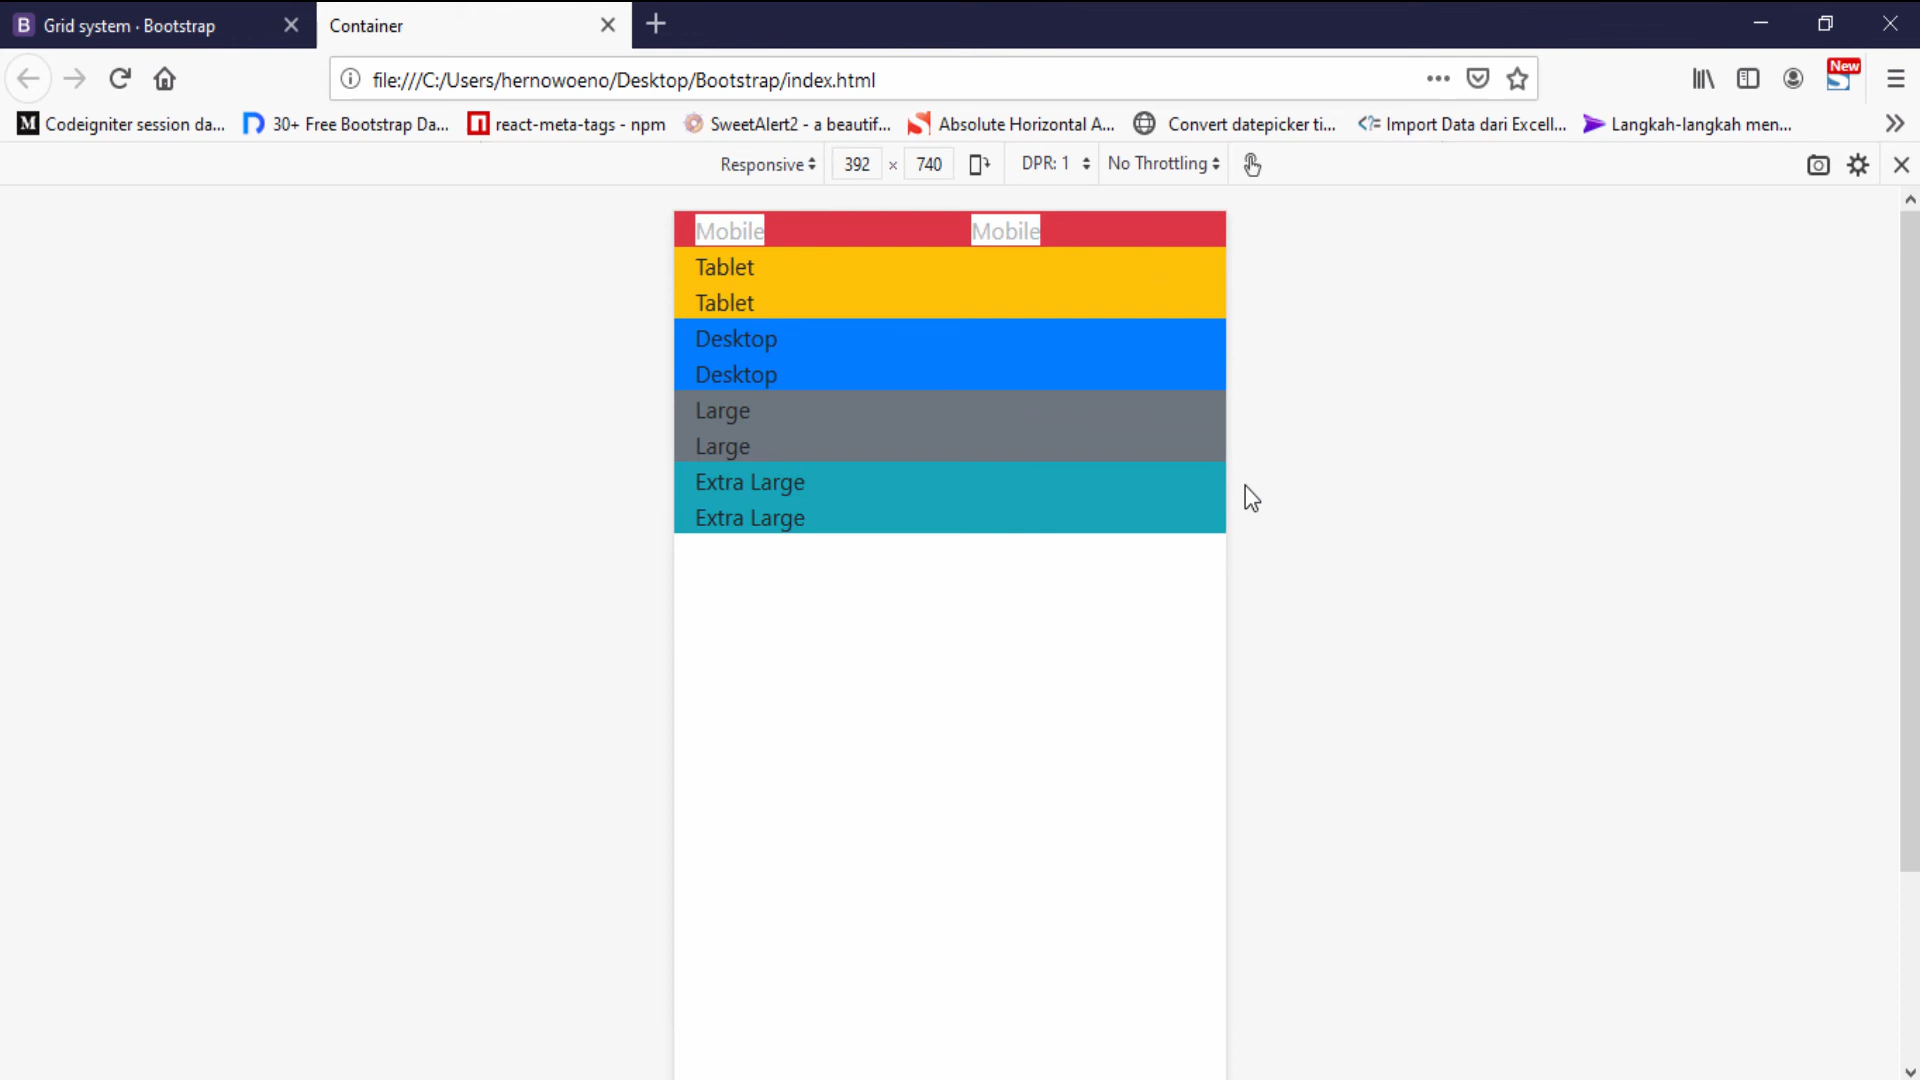 Grid system · Bootstrap
Container
file:///C:/Users/hernowoeno/Desktop/Bootstrap/index.html
New
Codeigniter session da...
30+ Free Bootstrap Da...
react-meta-tags - npm
SweetAlert2 - a beautif...
Absolute Horizontal A...
Convert datepicker ti...
Import Data dari Excell...
Langkah-langkah men...
Responsive
392 × 740
DPR: 1
No Throttling
Mobile Mobile
Tablet
Tablet
Desktop
Desktop
Large
Large
Extra Large
Extra Large